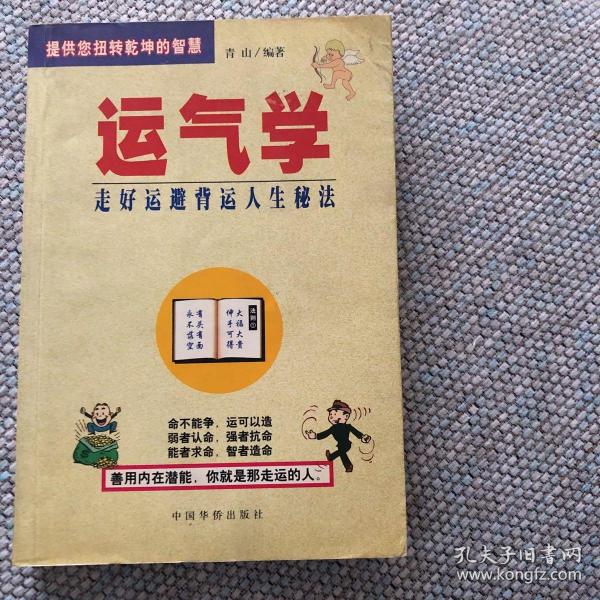 提供您扭转乾坤的智慧
青山/编著
运气学
走好运避背运人生秘法
法则①
大福大贵
伸手可得
有头有面
永不落空
命不能争，运可以造
弱者认命，强者抗命
能者求命，智者造命
善用内在潜能，你就是那走运的人。
中国华侨出版社
孔夫子旧书网
www.kongfz.com